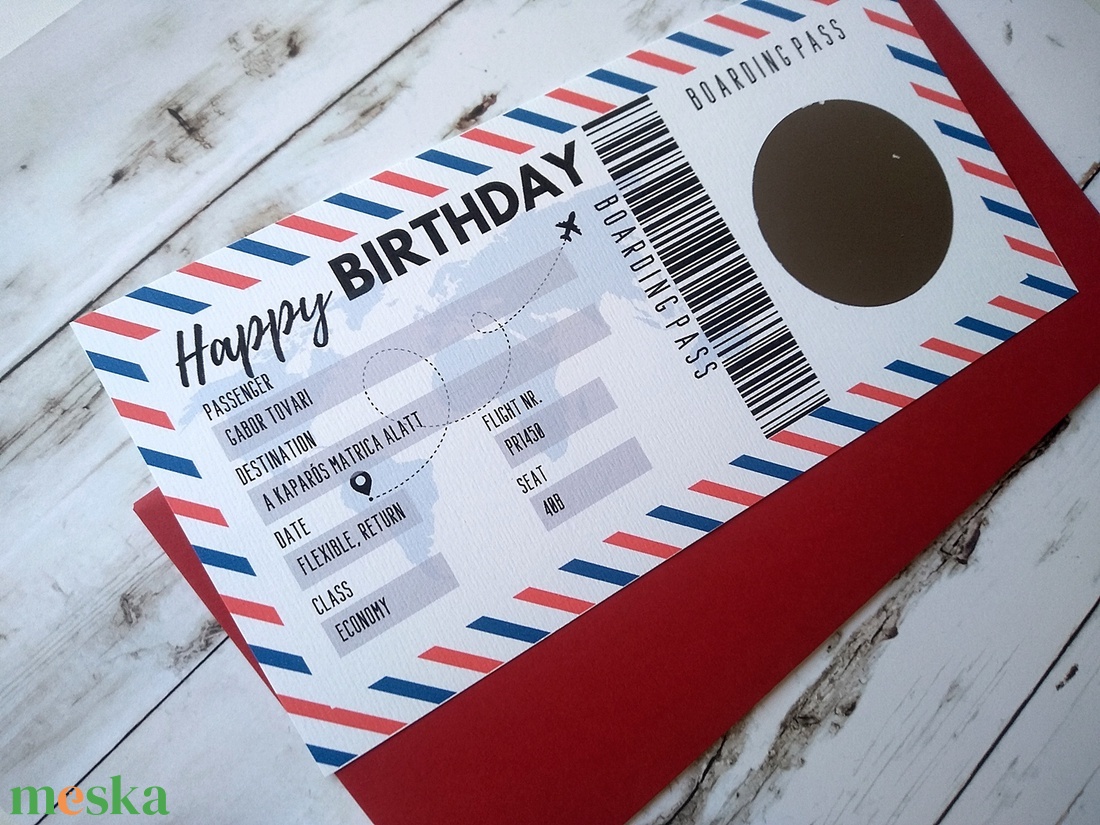 Happy BIRTHDAY
PASSENGER
GABOR TOVARI
DESTINATION
A KAPARÓS MATRICA ALATT
DATE
FLEXIBLE, RETURN
CLASS
ECONOMY
FLIGHT NR.
PR1450
SEAT
40B
BOARDING PASS
BOARDING PASS
meska